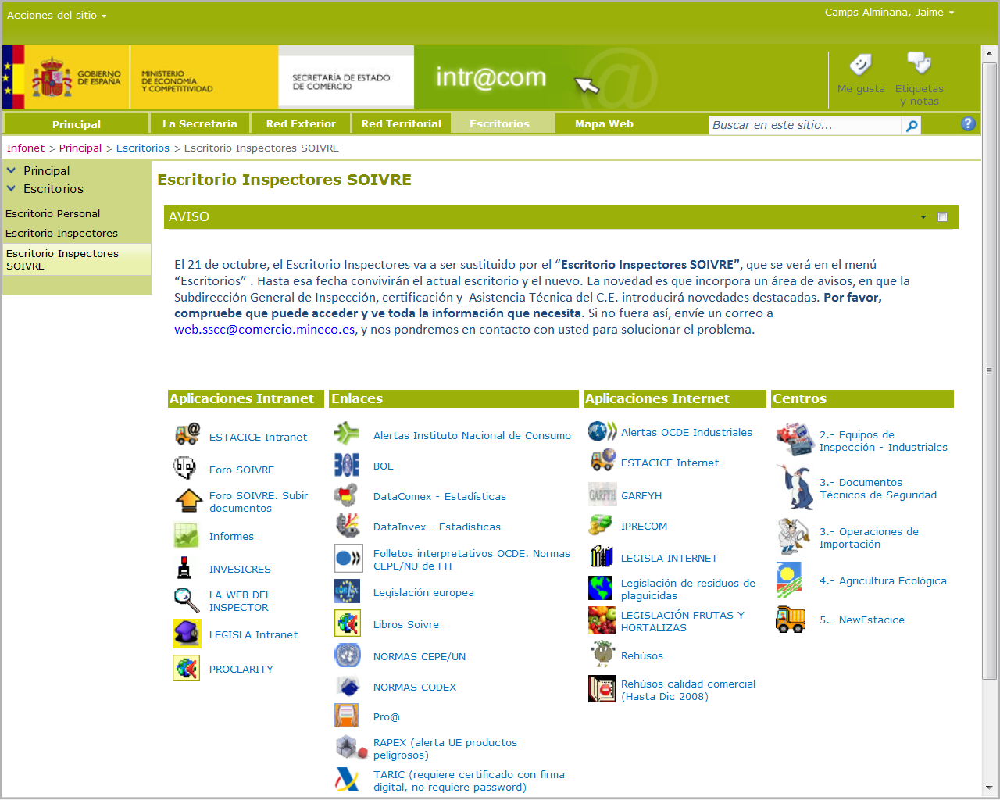 Acciones del sitio
Camps Alminana, Jaime
GOBIERNO
DE ESPAÑA
MINISTERIO
DE ECONOMÍA
Y COMPETITIVIDAD
SECRETARÍA DE ESTADO
DE COMERCIO
intr@com
@
Me gusta
Etiquetas
y notas
Principal
La Secretaría
Red Exterior
Red Territorial
Escritorios
Mapa Web
Buscar en este sitio...
Infonet > Principal > Escritorios > Escritorio Inspectores SOIVRE
Principal
Escritorios
Escritorio Personal
Escritorio Inspectores
Escritorio Inspectores
SOIVRE
Escritorio Inspectores SOIVRE
AVISO
El 21 de octubre, el Escritorio Inspectores va a ser sustituido por el “Escritorio Inspectores SOIVRE”, que se verá en el menú
“Escritorios” . Hasta esa fecha convivirán el actual escritorio y el nuevo. La novedad es que incorpora un área de avisos, en que la
Subdirección General de Inspección, certificación y Asistencia Técnica del C.E. introducirá novedades destacadas. Por favor,
compruebe que puede acceder y ve toda la información que necesita. Si no fuera así, envíe un correo a
web.sscc@comercio.mineco.es, y nos pondremos en contacto con usted para solucionar el problema.
Aplicaciones Intranet
ESTACICE Intranet
Foro SOIVRE
Foro SOIVRE. Subir
documentos
Informes
INVESICRES
LA WEB DEL
INSPECTOR
LEGISLA Intranet
PROCLARITY
Enlaces
Alertas Instituto Nacional de Consumo
BOE
DataComex - Estadísticas
DataInvex - Estadísticas
Folletos interpretativos OCDE. Normas
CEPE/NU de FH
Legislación europea
Libros Soivre
NORMAS CEPE/UN
NORMAS CODEX
Pro@
RAPEX (alerta UE productos
peligrosos)
TARIC (requiere certificado con firma
digital, no requiere password)
Aplicaciones Internet
Alertas OCDE Industriales
ESTACICE Internet
GARFYH
GARFYH
IPRECOM
LEGISLA INTERNET
Legislación de residuos de
plaguicidas
LEGISLACIÓN FRUTAS Y
HORTALIZAS
Rehúsos
Rehúsos calidad comercial
(Hasta Dic 2008)
Centros
2.- Equipos de
Inspección - Industriales
3.- Documentos
Técnicos de Seguridad
3.- Operaciones de
Importación
4.- Agricultura Ecológica
5.- NewEstacice